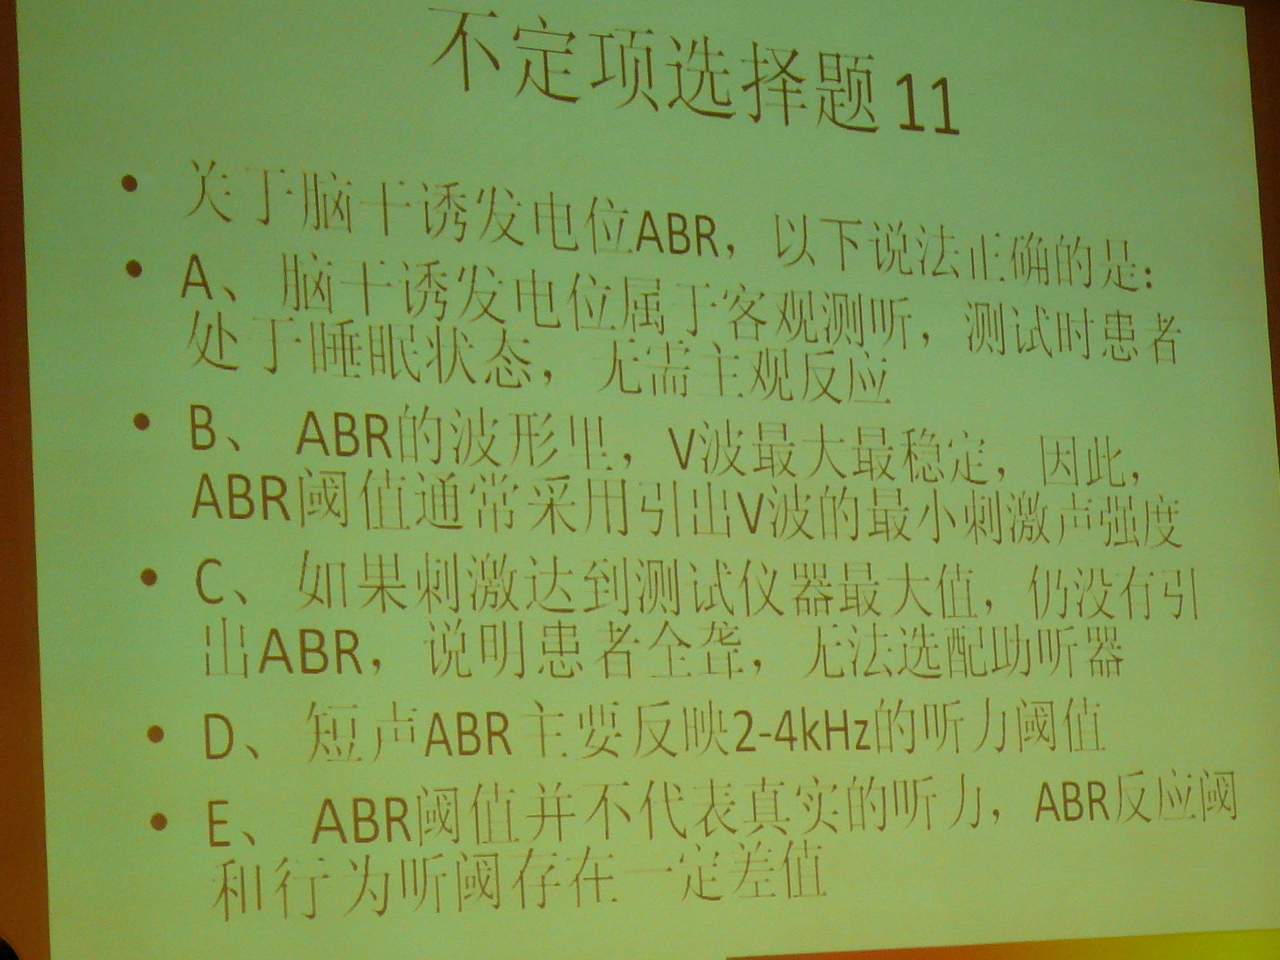 不定项选择题 11
• 关于脑干诱发电位ABR，以下说法正确的是:
• A、 脑干诱发电位属于客观测听，测试时患者
处于睡眠状态，无需主观反应
• B、 ABR的波形里，V波最大最稳定，因此，
ABR阈值通常采用引出V波的最小刺激声强度
• C、 如果刺激达到测试仪器最大值，仍没有引
出ABR，说明患者全聋，无法选配助听器
• D、 短声ABR主要反映2-4kHz的听力阈值
• E、 ABR阈值并不代表真实的听力，ABR反应阈
和行为听阈存在一定差值